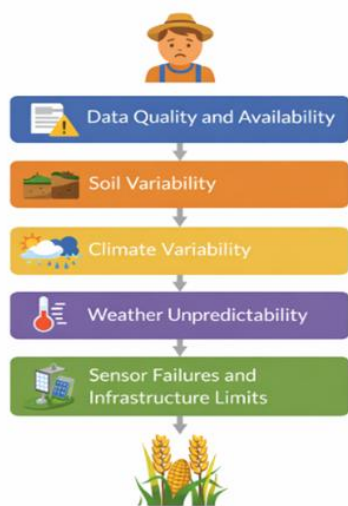 Data Quality and Availability
Soil Variability
Climate Variability
Weather Unpredictability
Sensor Failures and
Infrastructure Limits